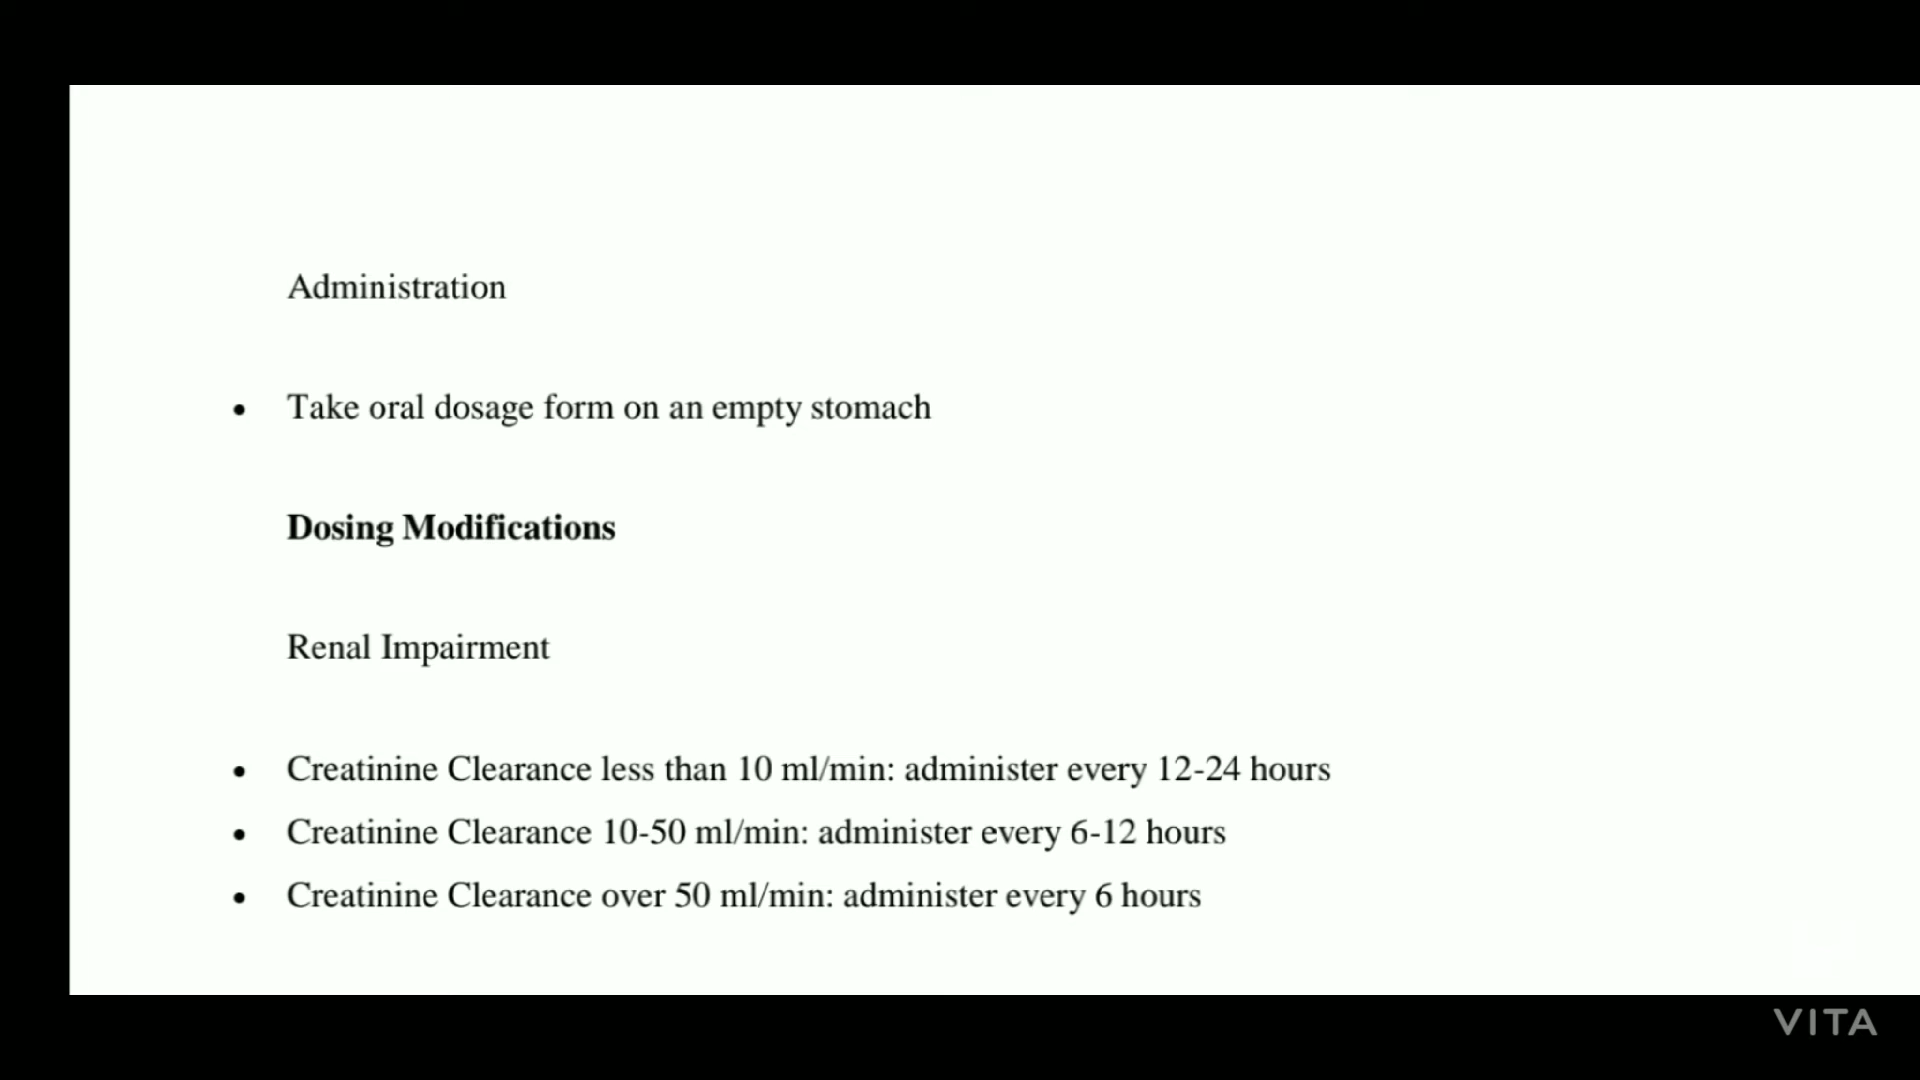 Administration
• Take oral dosage form on an empty stomach
Dosing Modifications
Renal Impairment
• Creatinine Clearance less than 10 ml/min: administer every 12-24 hours
• Creatinine Clearance 10-50 ml/min: administer every 6-12 hours
• Creatinine Clearance over 50 ml/min: administer every 6 hours
VITA